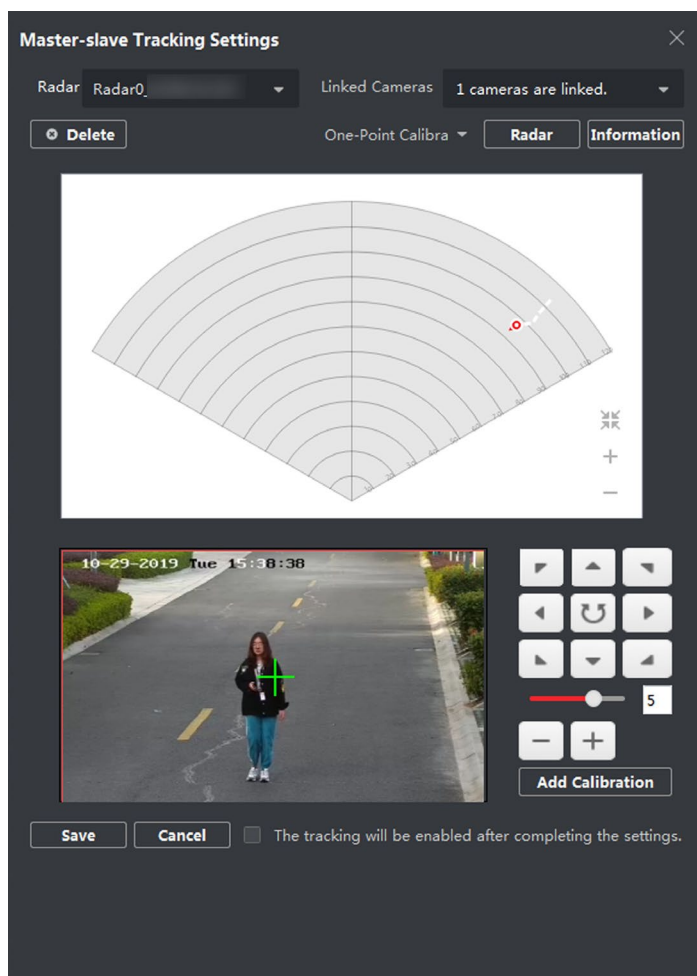 Master-slave Tracking Settings
Radar Radar0_ Linked Cameras 1 cameras are linked.
Delete One-Point Calibra Radar Information
10-29-2019 Tue 15:38:38
5
Add Calibration
Save Cancel The tracking will be enabled after completing the settings.